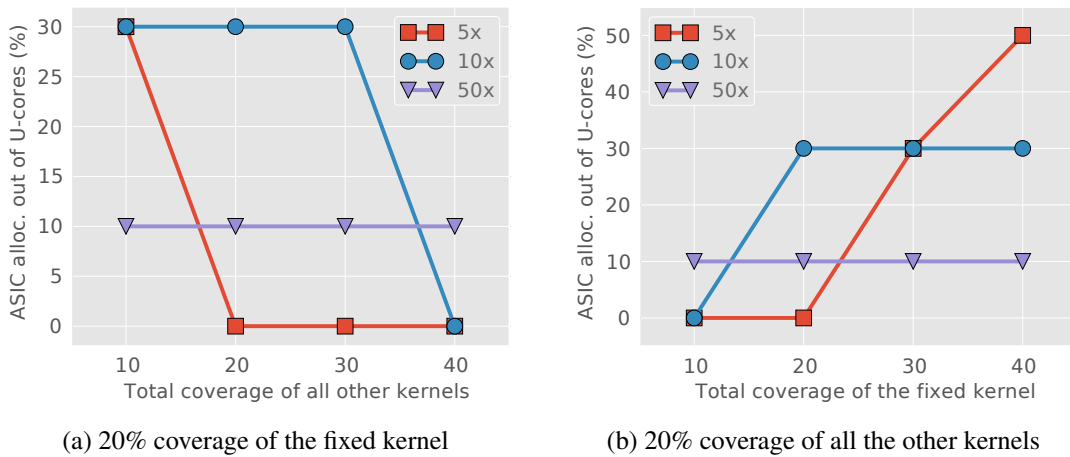 ASIC alloc. out of U-cores (%)
30
25
20
15
10
5
0
10 20 30 40
Total coverage of all other kernels
5x
10x
50x
(a) 20% coverage of the fixed kernel
ASIC alloc. out of U-cores (%)
50
40
30
20
10
0
10 20 30 40
Total coverage of the fixed kernel
5x
10x
50x
(b) 20% coverage of all the other kernels